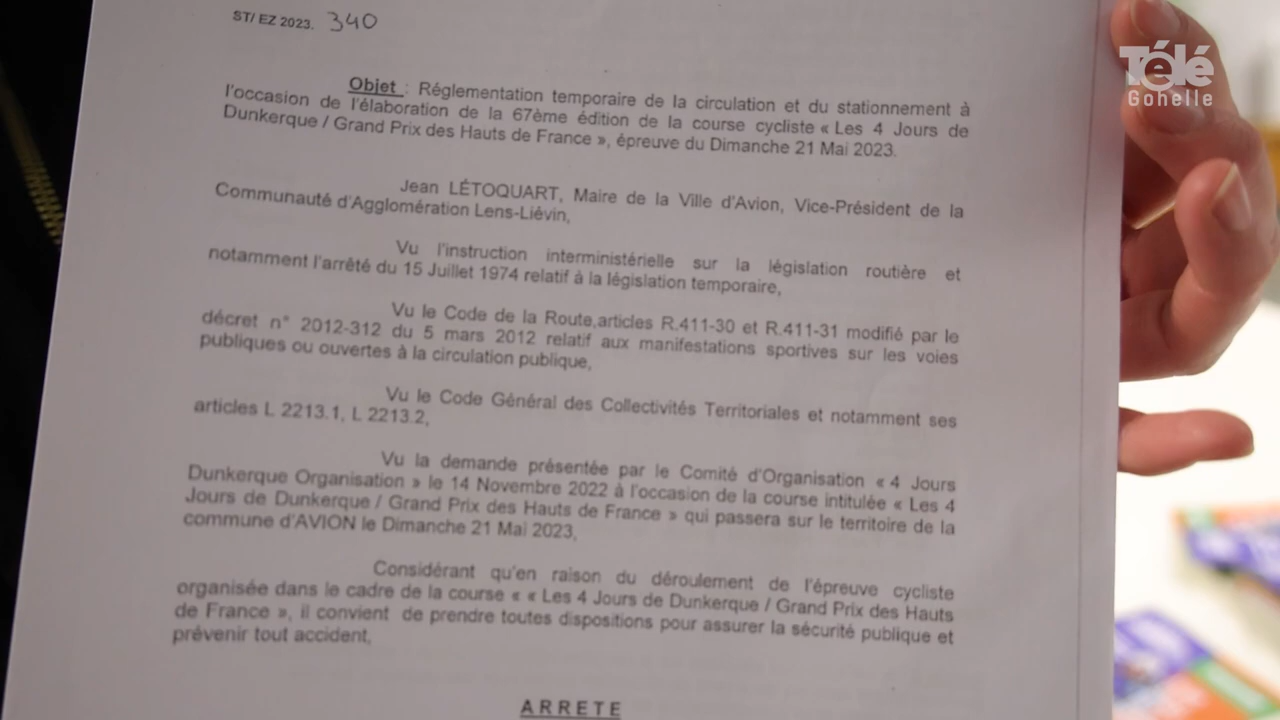 ST/ EZ 2023. 340
Télé
Gohelle
Objet : Réglementation temporaire de la circulation et du stationnement à
l'occasion de l'élaboration de la 67ème édition de la course cycliste « Les 4 Jours de
Dunkerque / Grand Prix des Hauts de France », épreuve du Dimanche 21 Mai 2023.
Jean LÉTOQUART, Maire de la Ville d'Avion, Vice-Président de la
Communauté d'Agglomération Lens-Liévin,
Vu l'instruction interministérielle sur la législation routière et
notamment l'arrêté du 15 Juillet 1974 relatif à la législation temporaire,
Vu le Code de la Route,articles R.411-30 et R.411-31 modifié par le
décret n° 2012-312 du 5 mars 2012 relatif aux manifestations sportives sur les voies
publiques ou ouvertes à la circulation publique,
Vu le Code Général des Collectivités Territoriales et notamment ses
articles L 2213.1, L 2213.2,
Vu la demande présentée par le Comité d'Organisation « 4 Jours
Dunkerque Organisation » le 14 Novembre 2022 à l'occasion de la course intitulée « Les 4
Jours de Dunkerque / Grand Prix des Hauts de France » qui passera sur le territoire de la
commune d'AVION le Dimanche 21 Mai 2023,
Considérant qu'en raison du déroulement de l'épreuve cycliste
organisée dans le cadre de la course « « Les 4 Jours de Dunkerque / Grand Prix des Hauts
de France », il convient de prendre toutes dispositions pour assurer la sécurité publique et
prévenir tout accident,
ARRETE